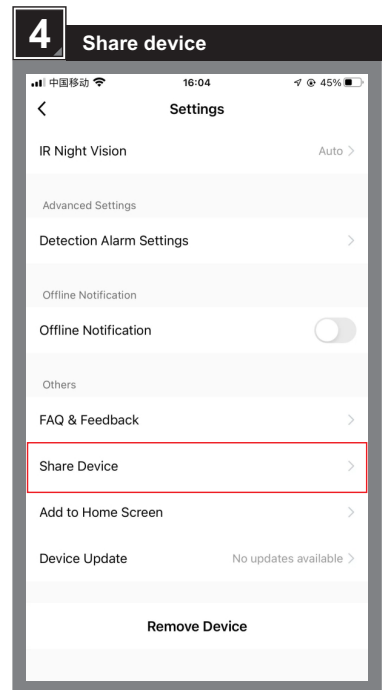 4 Share device
中国移动 16:04 45%
Settings
IR Night Vision Auto >
Advanced Settings
Detection Alarm Settings >
Offline Notification
Offline Notification
Others
FAQ & Feedback >
Share Device >
Add to Home Screen >
Device Update No updates available >
Remove Device